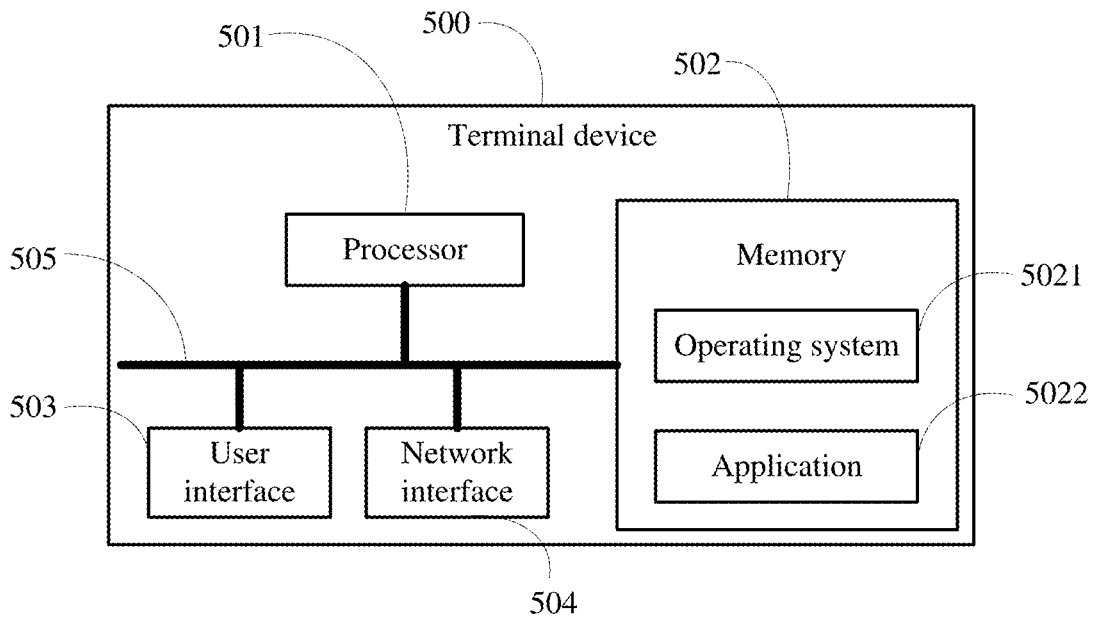 500
501
502
Terminal device
Processor
Memory
505
5021
Operating system
503
5022
User
interface
Network
interface
Application
504